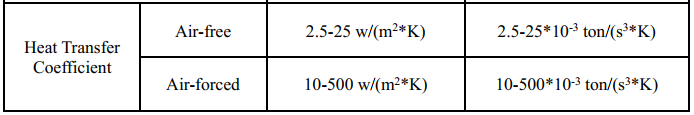 Heat Transfer
Coefficient
Air-free
2.5-25 w/(m²*K)
2.5-25*10⁻³ ton/(s³*K)
Air-forced
10-500 w/(m²*K)
10-500*10⁻³ ton/(s³*K)